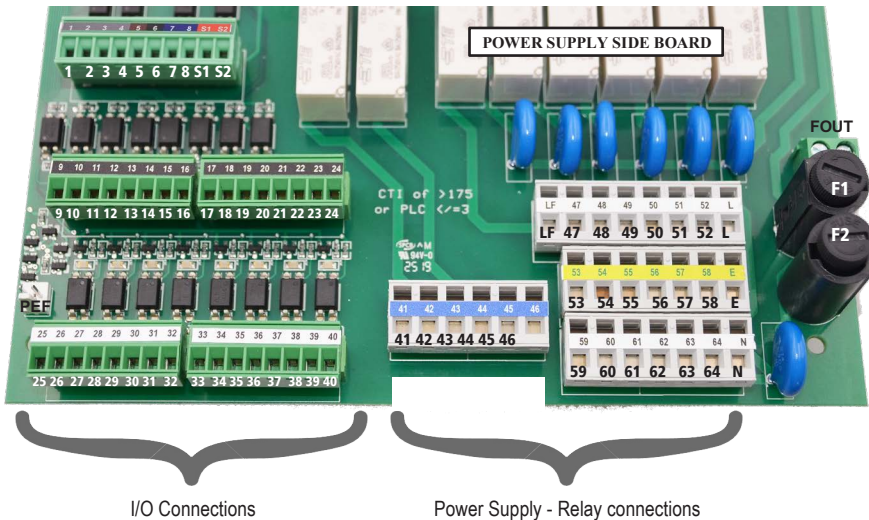 POWER SUPPLY SIDE BOARD
1 2 3 4 5 6 7 8 S1 S2
1 2 3 4 5 6 7 8 S1 S2
FOUT
F1
9 10 11 12 13 14 15 16 17 18 19 20 21 22 23 24
9 10 11 12 13 14 15 16 17 18 19 20 21 22 23 24
CTI of >175
or PLC </=3
94V-0
25 19
LF 47 48 49 50 51 52 L
LF 47 48 49 50 51 52 L
F2
53 54 55 56 57 58 E
53 54 55 56 57 58 E
PEF
41 42 43 44 45 46
41 42 43 44 45 46
25 26 27 28 29 30 31 32 33 34 35 36 37 38 39 40
25 26 27 28 29 30 31 32 33 34 35 36 37 38 39 40
59 60 61 62 63 64 N
59 60 61 62 63 64 N
I/O Connections
Power Supply - Relay connections